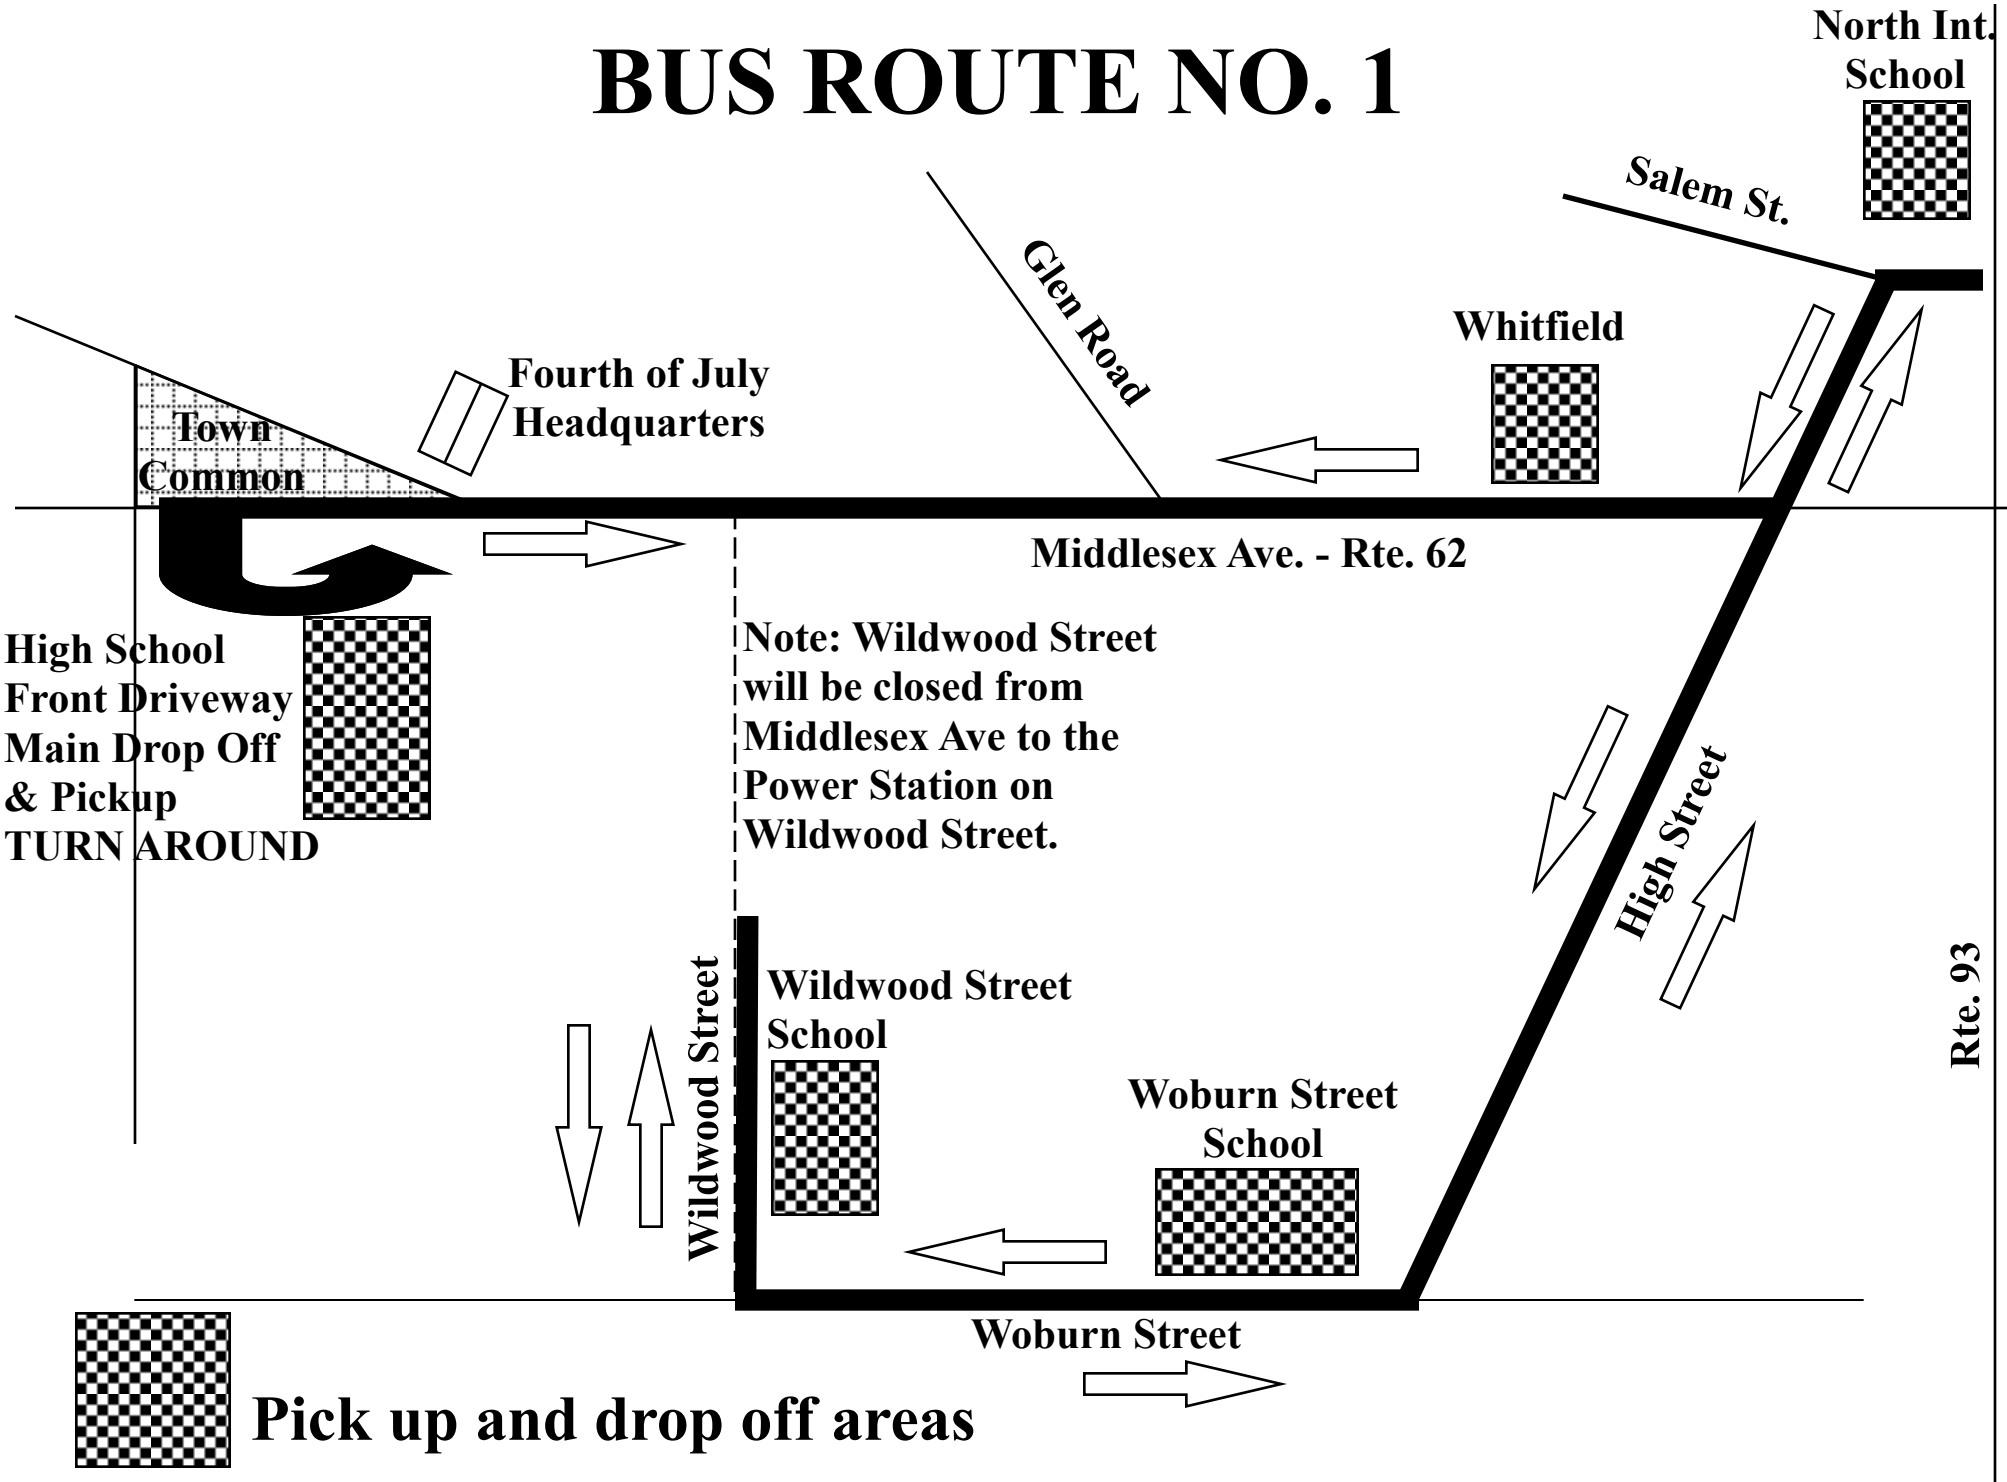 BUS ROUTE NO. 1
North Int.
School
Salem St.
Glen Road
Whitfield
Fourth of July
Headquarters
Town
Common
Middlesex Ave. - Rte. 62
High School
Front Driveway
Main Drop Off
& Pickup
TURN AROUND
Note: Wildwood Street
will be closed from
Middlesex Ave to the
Power Station on
Wildwood Street.
High Street
Rte. 93
Wildwood Street
Wildwood Street
School
Woburn Street
School
Woburn Street
Pick up and drop off areas